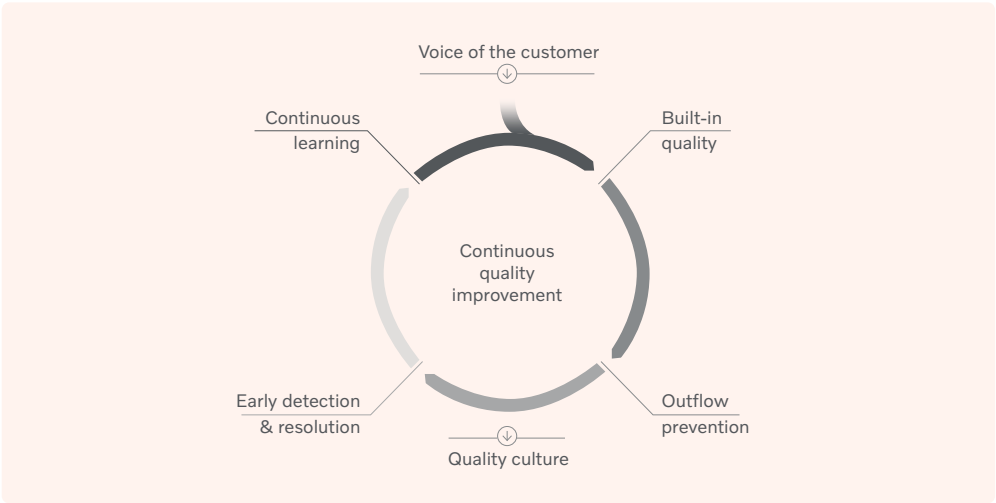 Voice of the customer
Continuous
learning
Built-in
quality
Continuous
quality
improvement
Early detection
& resolution
Outflow
prevention
Quality culture